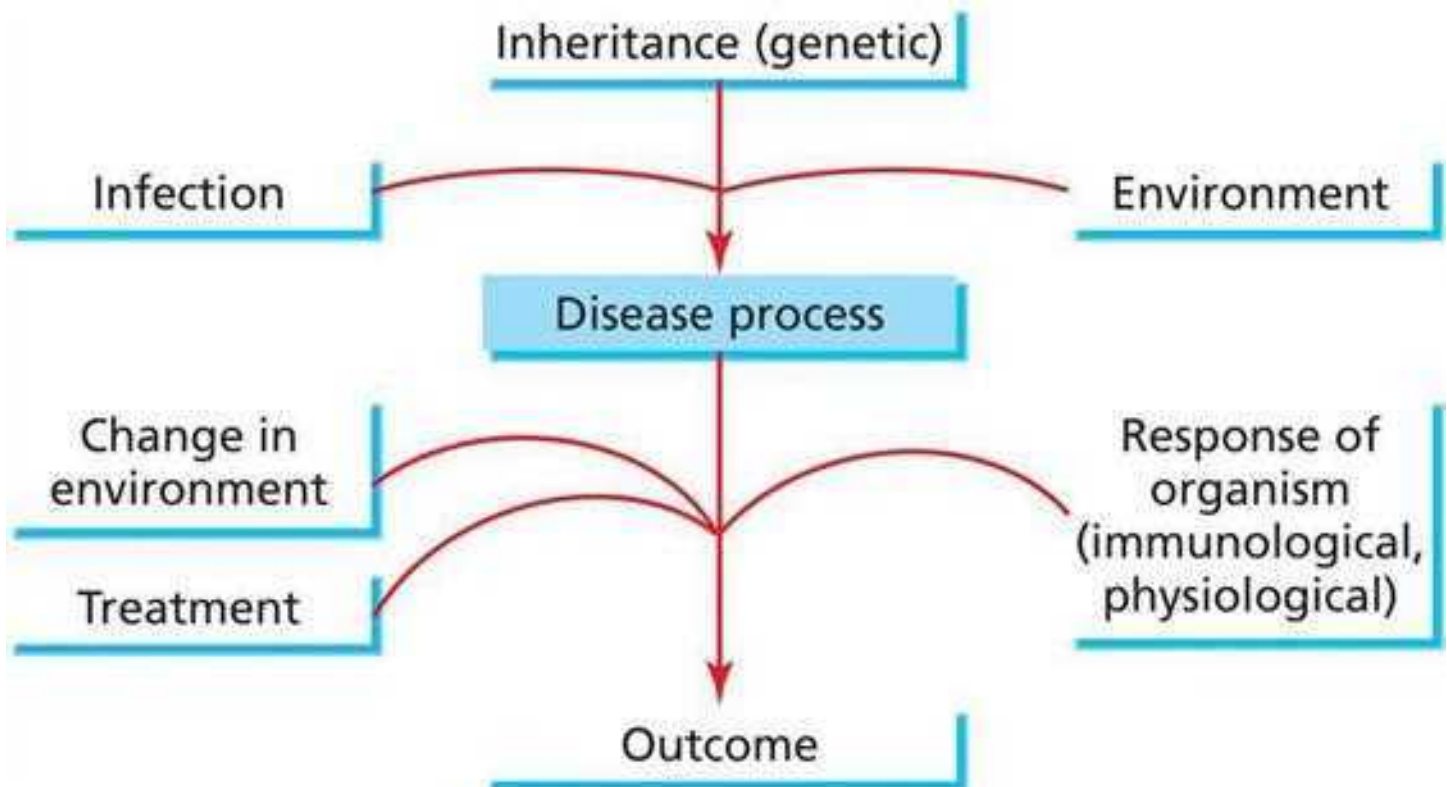 Inheritance (genetic)
Infection
Environment
Disease process
Change in
environment
Treatment
Response of
organism
(immunological,
physiological)
Outcome